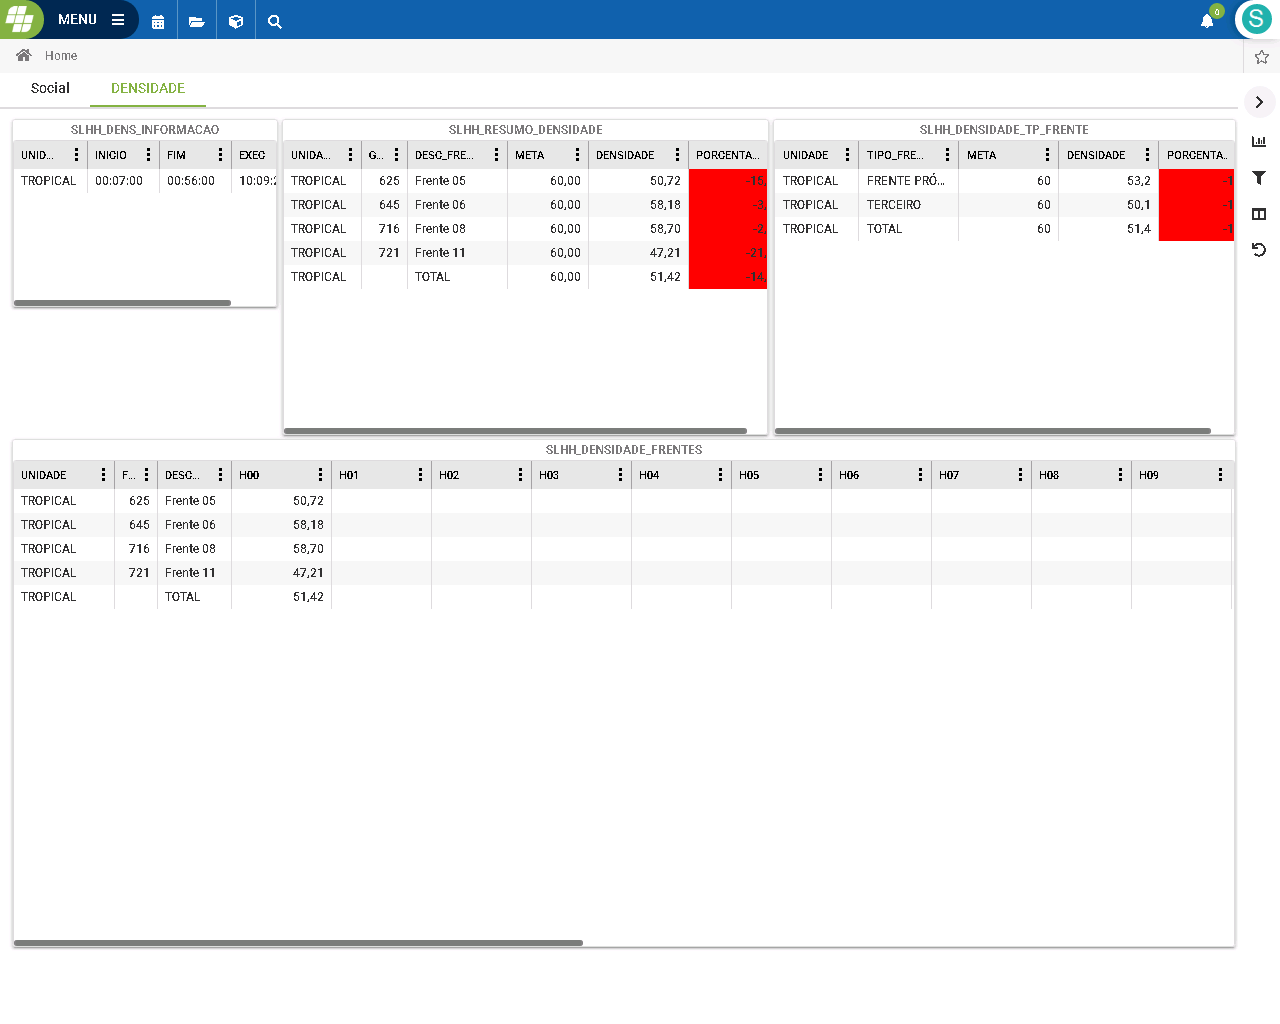 MENU
0
S
Home
Social DENSIDADE
SLHH_DENS_INFORMACAO
UNID... INICIO FIM EXEC
TROPICAL 00:07:00 00:56:00 10:09:2
SLHH_RESUMO_DENSIDADE
UNIDA... G... DESC_FRE... META DENSIDADE PORCENTA...
TROPICAL 625 Frente 05 60,00 50,72 -15
TROPICAL 645 Frente 06 60,00 58,18 -3
TROPICAL 716 Frente 08 60,00 58,70 -2
TROPICAL 721 Frente 11 60,00 47,21 -21
TROPICAL TOTAL 60,00 51,42 -14
SLHH_DENSIDADE_TP_FRENTE
UNIDADE TIPO_FRE... META DENSIDADE PORCENTA...
TROPICAL FRENTE PRÓ... 60 53,2 -1
TROPICAL TERCEIRO 60 50,1 -1
TROPICAL TOTAL 60 51,4 -1
SLHH_DENSIDADE_FRENTES
UNIDADE F... DESC... H00 H01 H02 H03 H04 H05 H06 H07 H08 H09
TROPICAL 625 Frente 05 50,72
TROPICAL 645 Frente 06 58,18
TROPICAL 716 Frente 08 58,70
TROPICAL 721 Frente 11 47,21
TROPICAL TOTAL 51,42